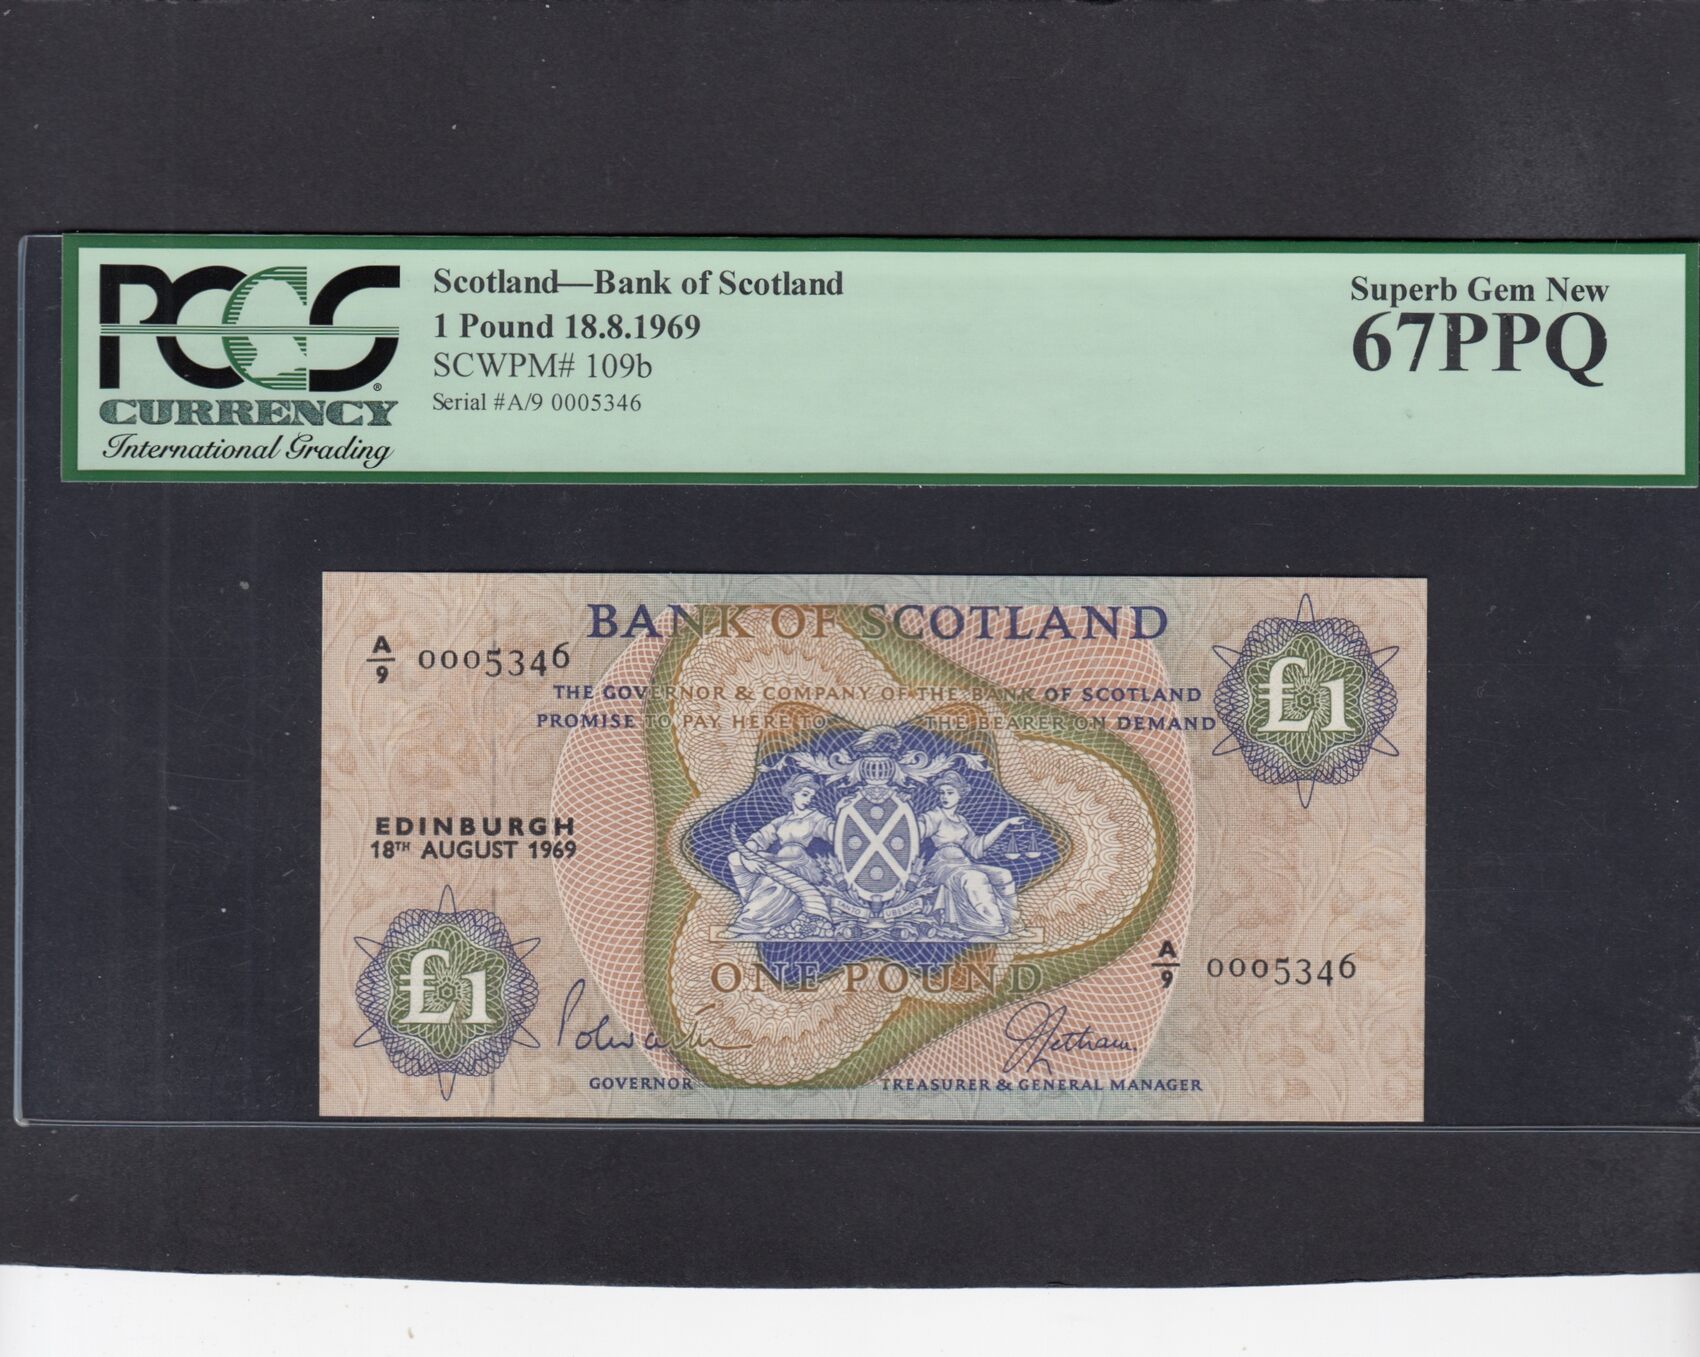 PCGS®
CURRENCY
International Grading
Scotland—Bank of Scotland
1 Pound 18.8.1969
SCWPM# 109b
Serial #A/9 0005346
Superb Gem New
67PPQ
BANK OF SCOTLAND
A/9 0005346
£1
THE GOVERNOR & COMPANY OF THE BANK OF SCOTLAND
PROMISE TO PAY HERE TO THE BEARER ON DEMAND
EDINBURGH
18TH AUGUST 1969
TANTO UBERIOR
ONE POUND
A/9 0005346
£1
Polwarth
GOVERNOR
TREASURER & GENERAL MANAGER